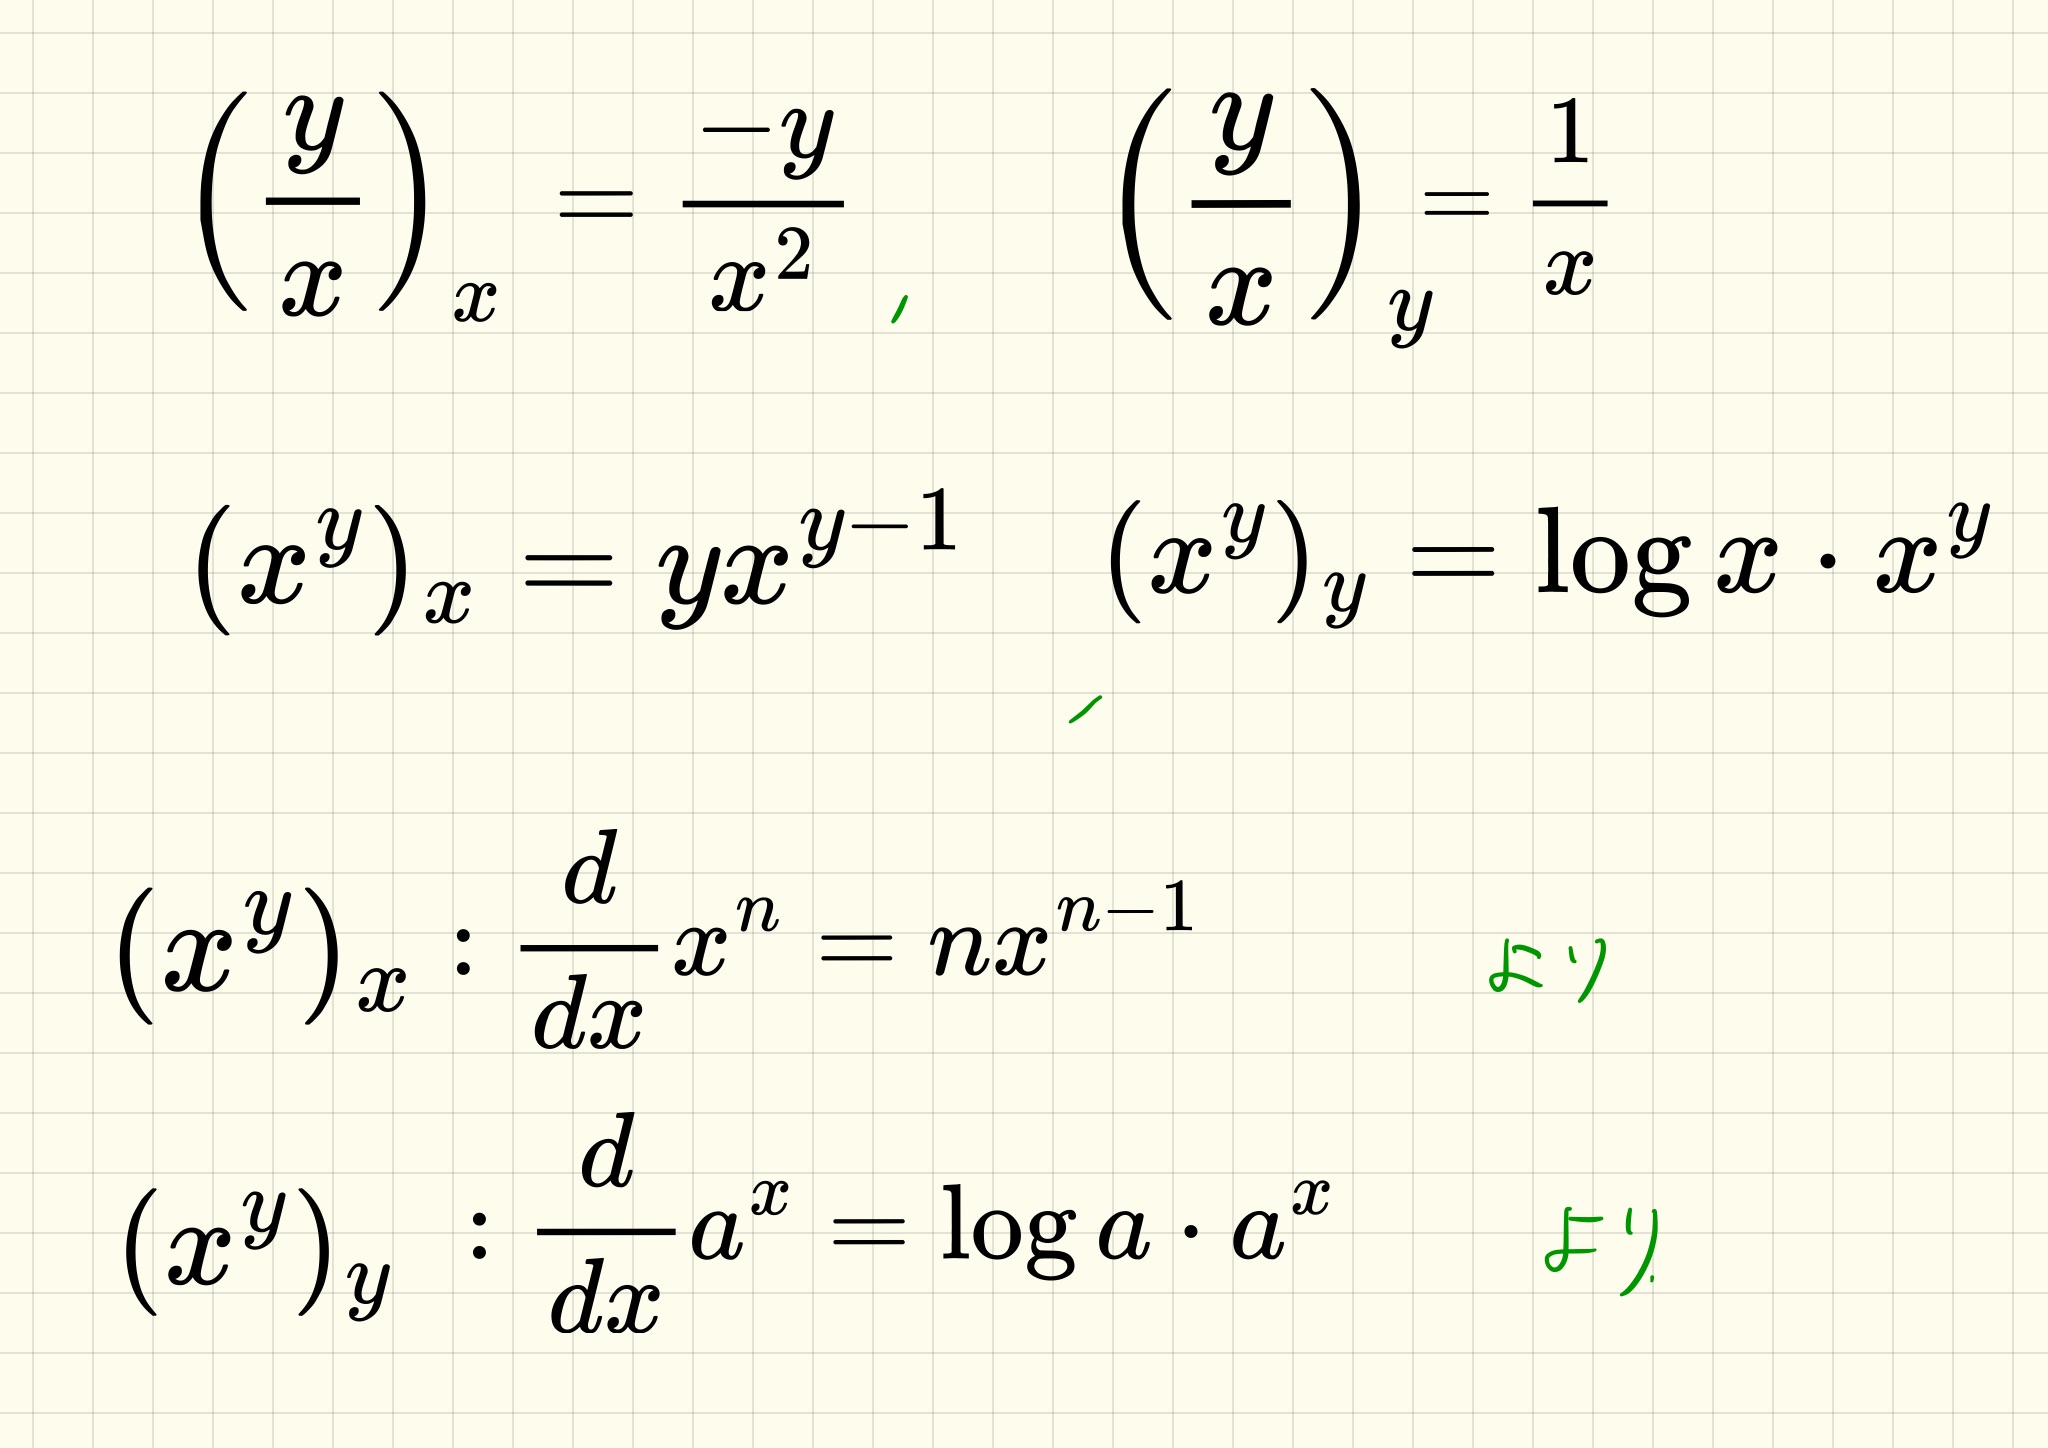 (y/x)_x = -y/x² , (y/x)_y = 1/x
(x^y)_x = yx^{y-1} , (x^y)_y = log x · x^y
(x^y)_x : d/dx x^n = nx^{n-1} より
(x^y)_y : d/dx a^x = log a · a^x より.